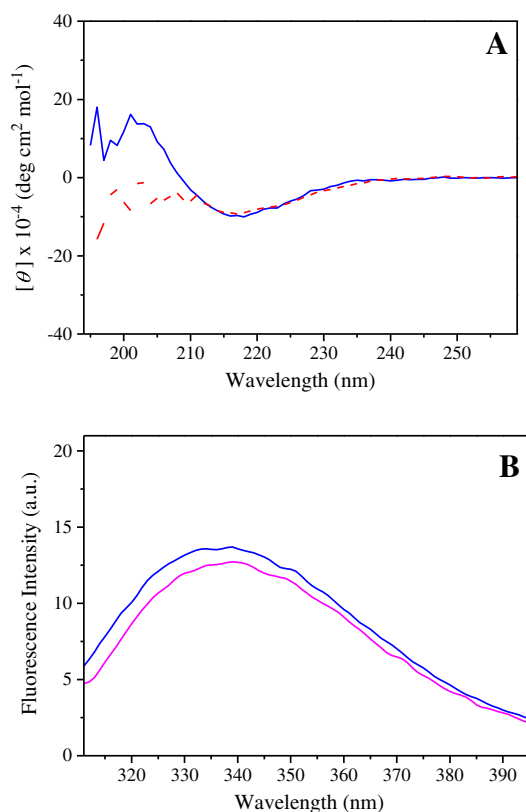 A
40
20
0
-20
-40
[θ] x 10-4 (deg cm2 mol-1)
200 210 220 230 240 250
Wavelength (nm)
B
20
15
10
5
0
Fluorescence Intensity (a.u.)
320 330 340 350 360 370 380 390
Wavelength (nm)